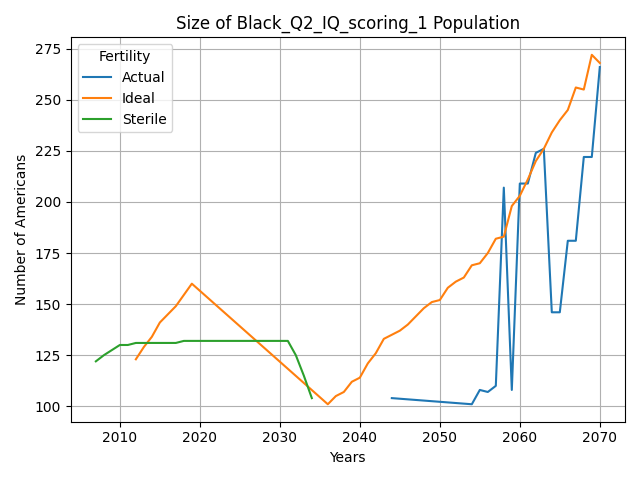 Size of Black_Q2_IQ_scoring_1 Population
Number of Americans
275
250
225
200
175
150
125
100
Fertility
Actual
Ideal
Sterile
2010 2020 2030 2040 2050 2060 2070
Years